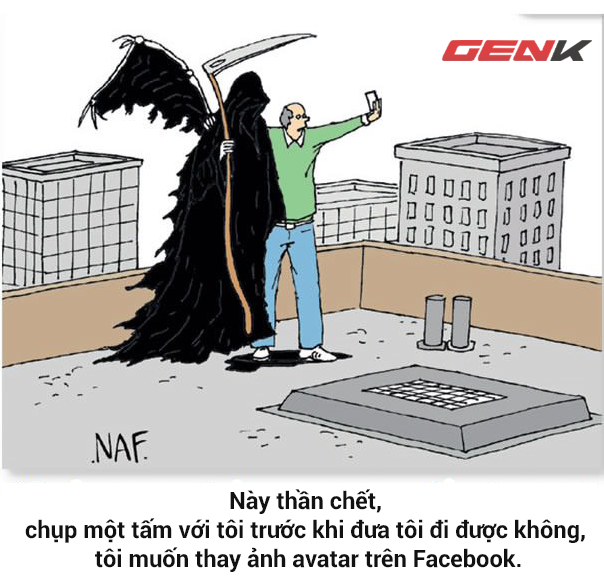 GENK
.NAF.
Này thần chết,
chụp một tấm với tôi trước khi đưa tôi đi được không,
tôi muốn thay ảnh avatar trên Facebook.